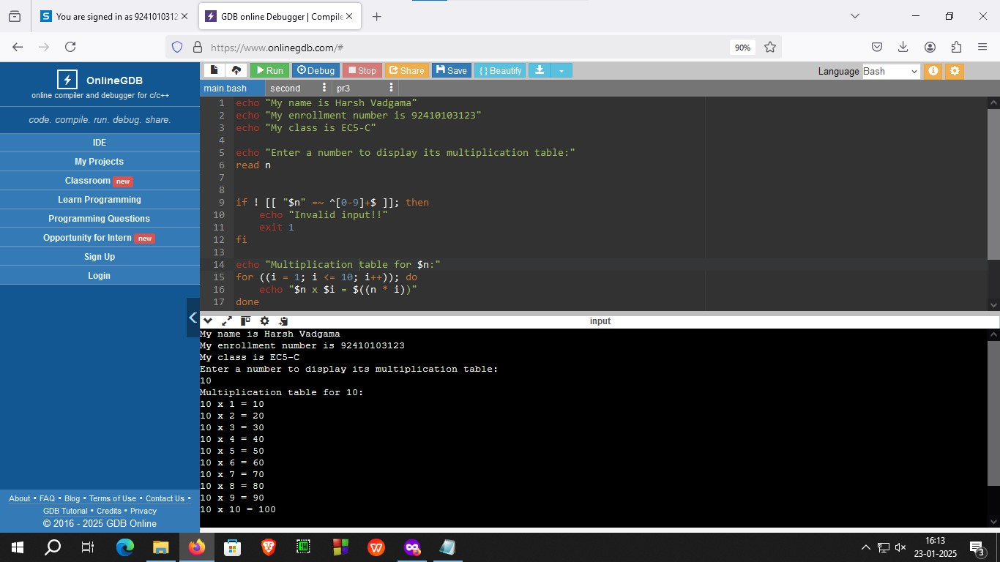 You are signed in as 9241010312
GDB online Debugger | Compile
https://www.onlinegdb.com/#
90%
OnlineGDB
online compiler and debugger for c/c++
code. compile. run. debug. share.
IDE
My Projects
Classroom new
Learn Programming
Programming Questions
Opportunity for Intern new
Sign Up
Login
About • FAQ • Blog • Terms of Use • Contact Us •
GDB Tutorial • Credits • Privacy
© 2016 - 2025 GDB Online
Run Debug Stop Share Save { } Beautify Language Bash
main.bash second pr3
1 echo "My name is Harsh Vadgama"
2 echo "My enrollment number is 92410103123"
3 echo "My class is EC5-C"
4
5 echo "Enter a number to display its multiplication table:"
6 read n
7
8
9 if ! [[ "$n" =~ ^[0-9]+$ ]]; then
10     echo "Invalid input!!"
11     exit 1
12 fi
13
14 echo "Multiplication table for $n:"
15 for ((i = 1; i <= 10; i++)); do
16     echo "$n x $i = $((n * i))"
17 done
input
My name is Harsh Vadgama
My enrollment number is 92410103123
My class is EC5-C
Enter a number to display its multiplication table:
10
Multiplication table for 10:
10 x 1 = 10
10 x 2 = 20
10 x 3 = 30
10 x 4 = 40
10 x 5 = 50
10 x 6 = 60
10 x 7 = 70
10 x 8 = 80
10 x 9 = 90
10 x 10 = 100
16:13
23-01-2025
3